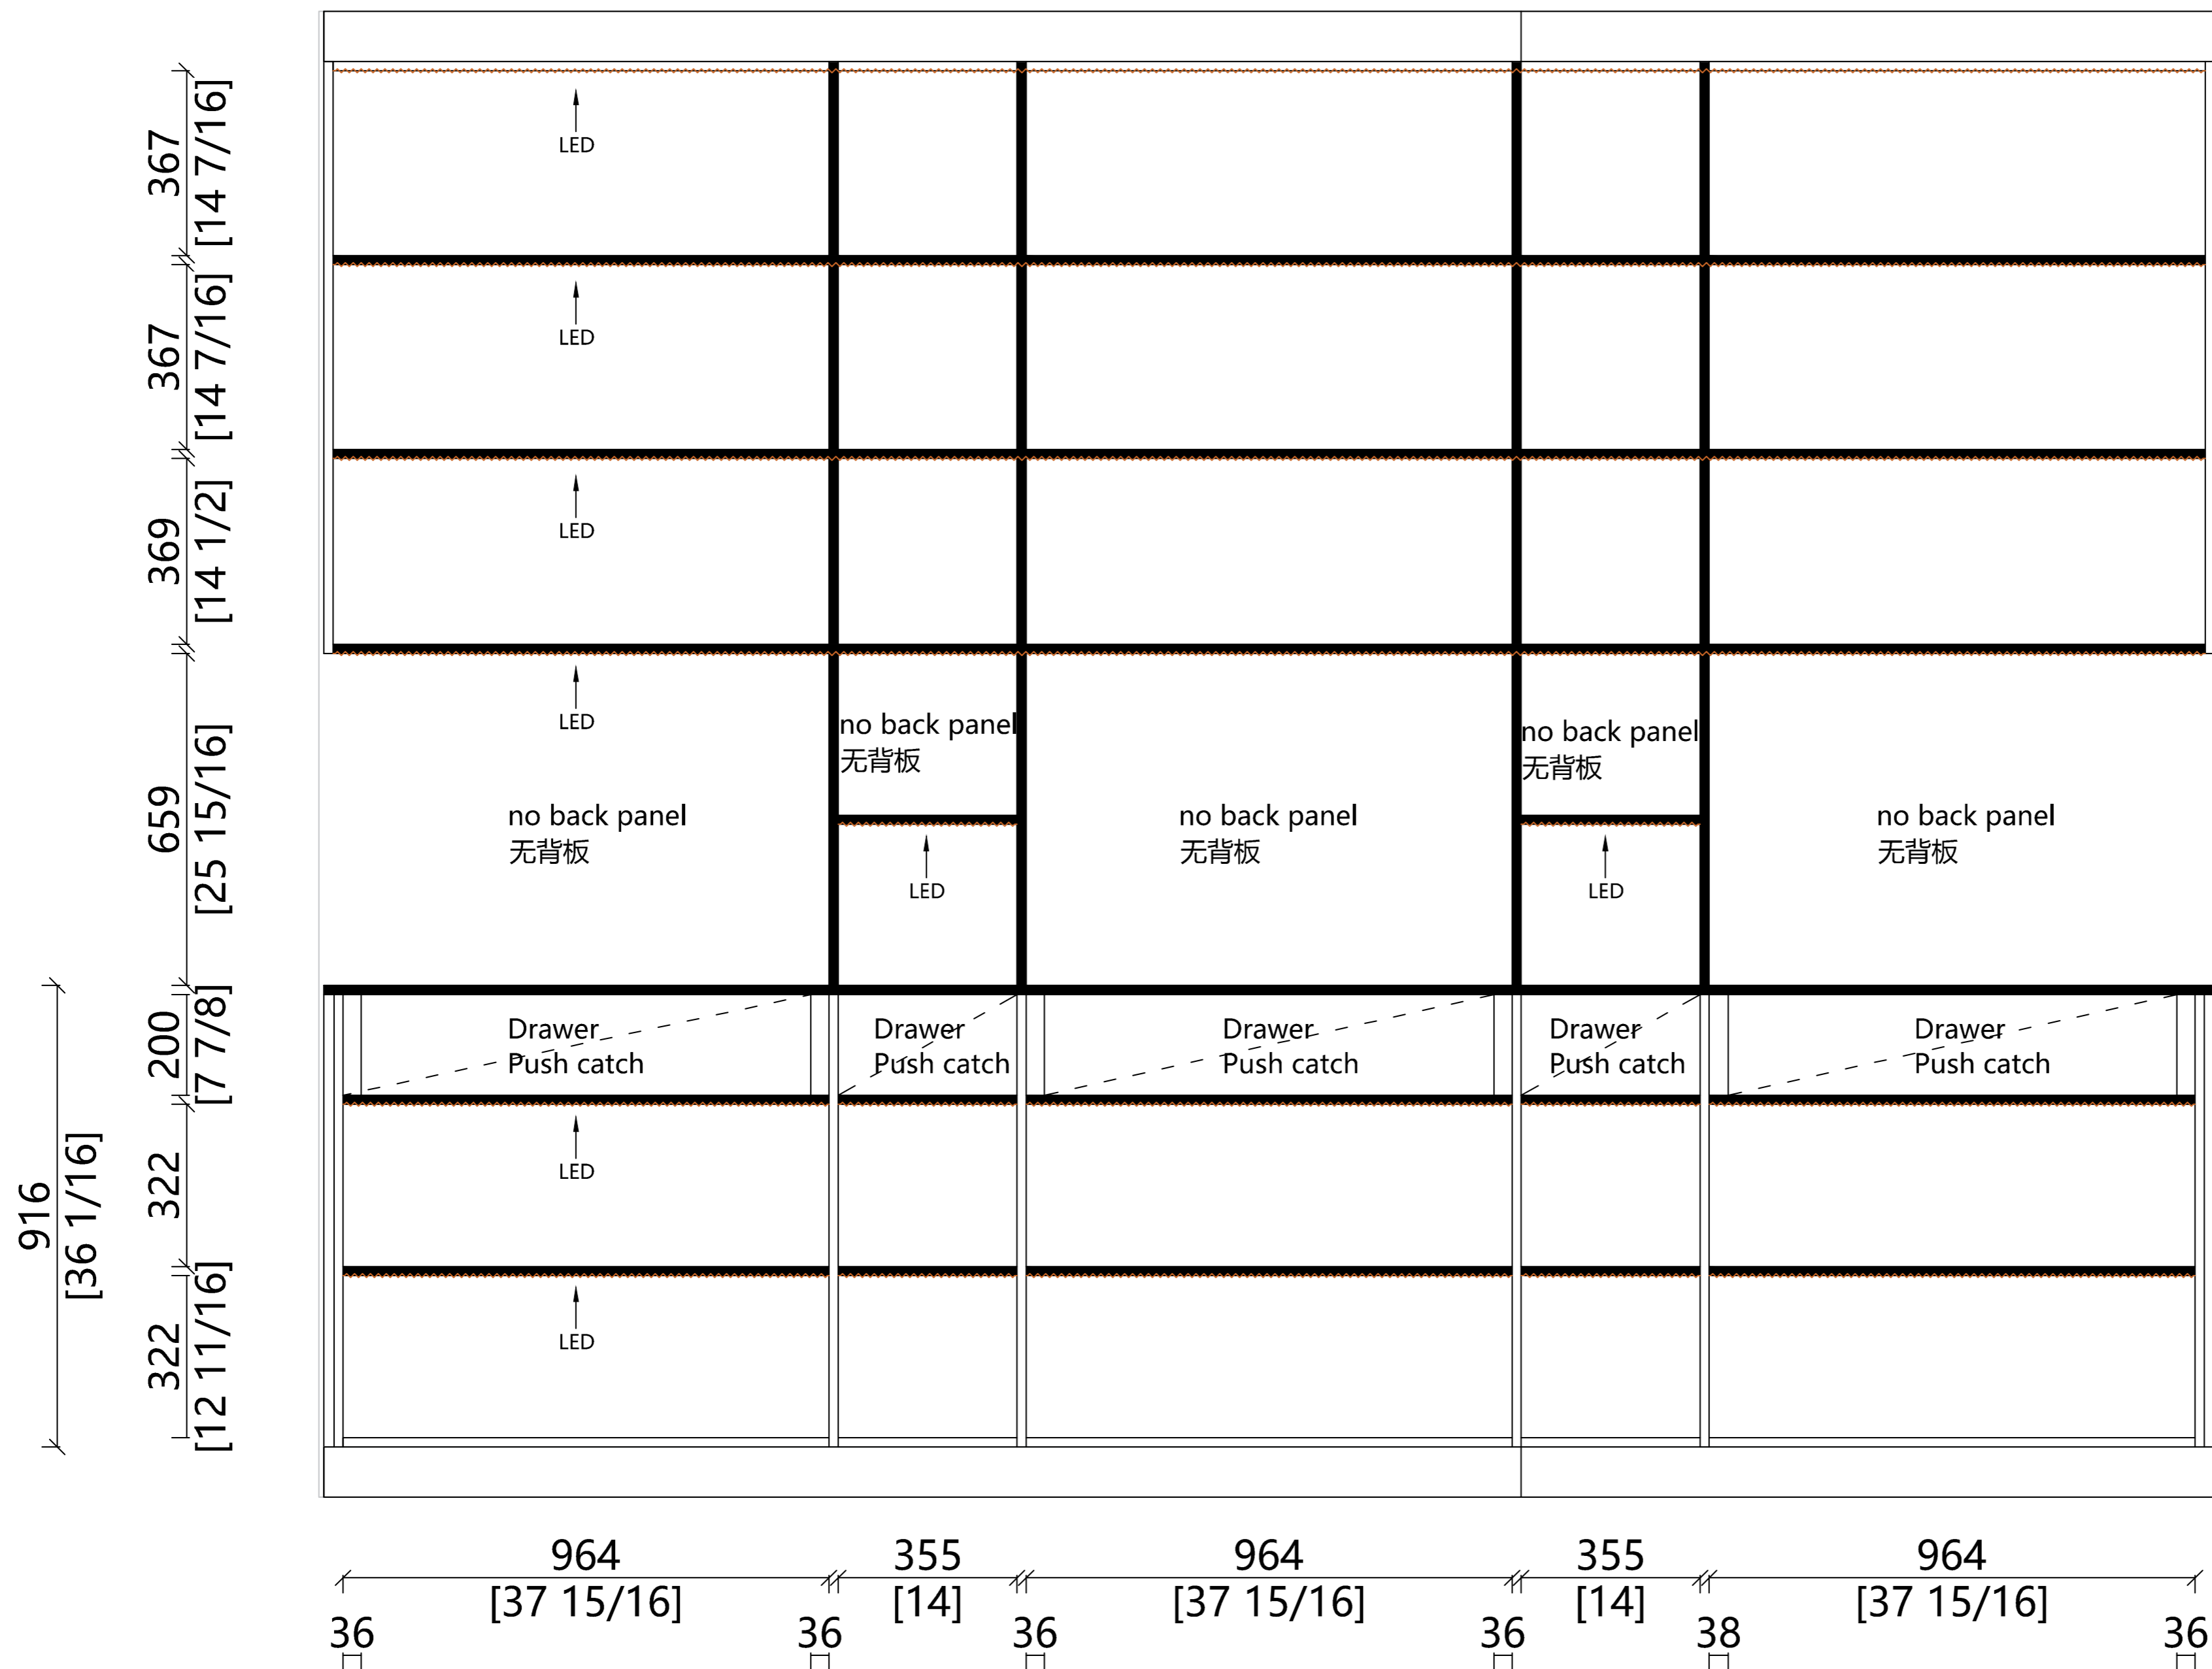 367
[14 7/16]
LED
367
[14 7/16]
LED
369
[14 1/2]
LED
659
[25 15/16]
LED
no back panel
无背板
no back panel
无背板
no back panel
无背板
no back panel
无背板
no back panel
无背板
LED
LED
200
[7 7/8]
Drawer
Push catch
Drawer
Push catch
Drawer
Push catch
Drawer
Push catch
Drawer
Push catch
916
[36 1/16]
322
LED
322
[12 11/16]
LED
964
[37 15/16]
355
[14]
964
[37 15/16]
355
[14]
964
[37 15/16]
36
36
36
36
38
36